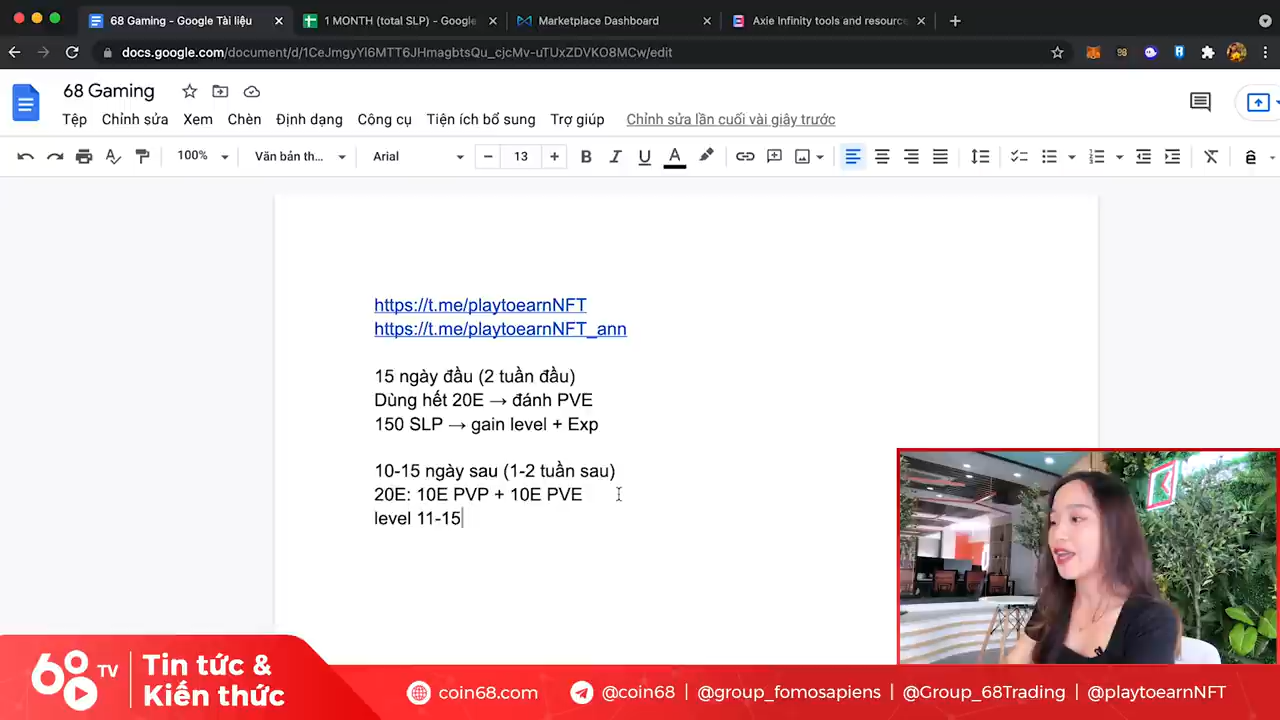 68 Gaming - Google Tài liệu
1 MONTH (total SLP) - Google
Marketplace Dashboard
Axie Infinity tools and resource
docs.google.com/document/d/1CeJmgyYl6MTT6JHmagbtsQu_cjcMv-uTUxZDVKO8MCw/edit
68 Gaming
Tệp Chỉnh sửa Xem Chèn Định dạng Công cụ Tiện ích bổ sung Trợ giúp Chỉnh sửa lần cuối vài giây trước
100% Văn bản th... Arial 13 B I U A
https://t.me/playtoearnNFT
https://t.me/playtoearnNFT_ann
15 ngày đầu (2 tuần đầu)
Dùng hết 20E → đánh PVE
150 SLP → gain level + Exp
10-15 ngày sau (1-2 tuần sau)
20E: 10E PVP + 10E PVE
level 11-15
68 TV
Tin tức &
Kiến thức
coin68.com @coin68 | @group_fomosapiens | @Group_68Trading | @playtoearnNFT